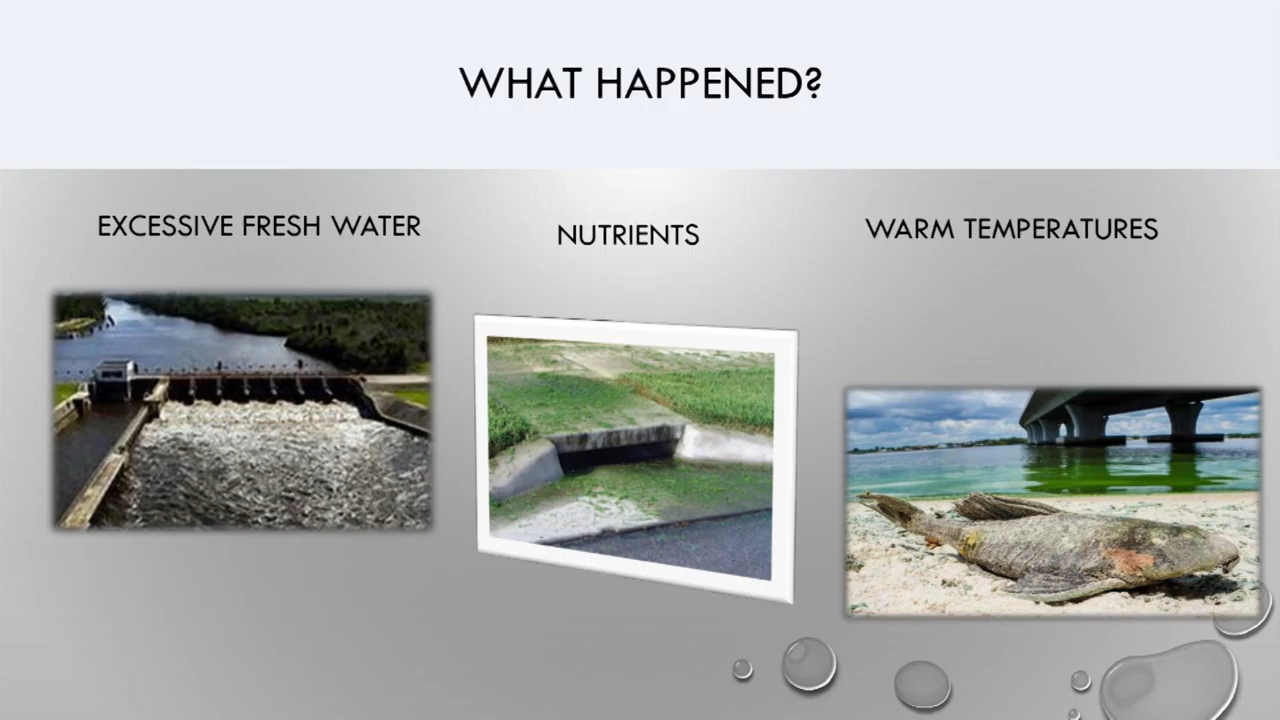 WHAT HAPPENED?
EXCESSIVE FRESH WATER
NUTRIENTS
WARM TEMPERATURES